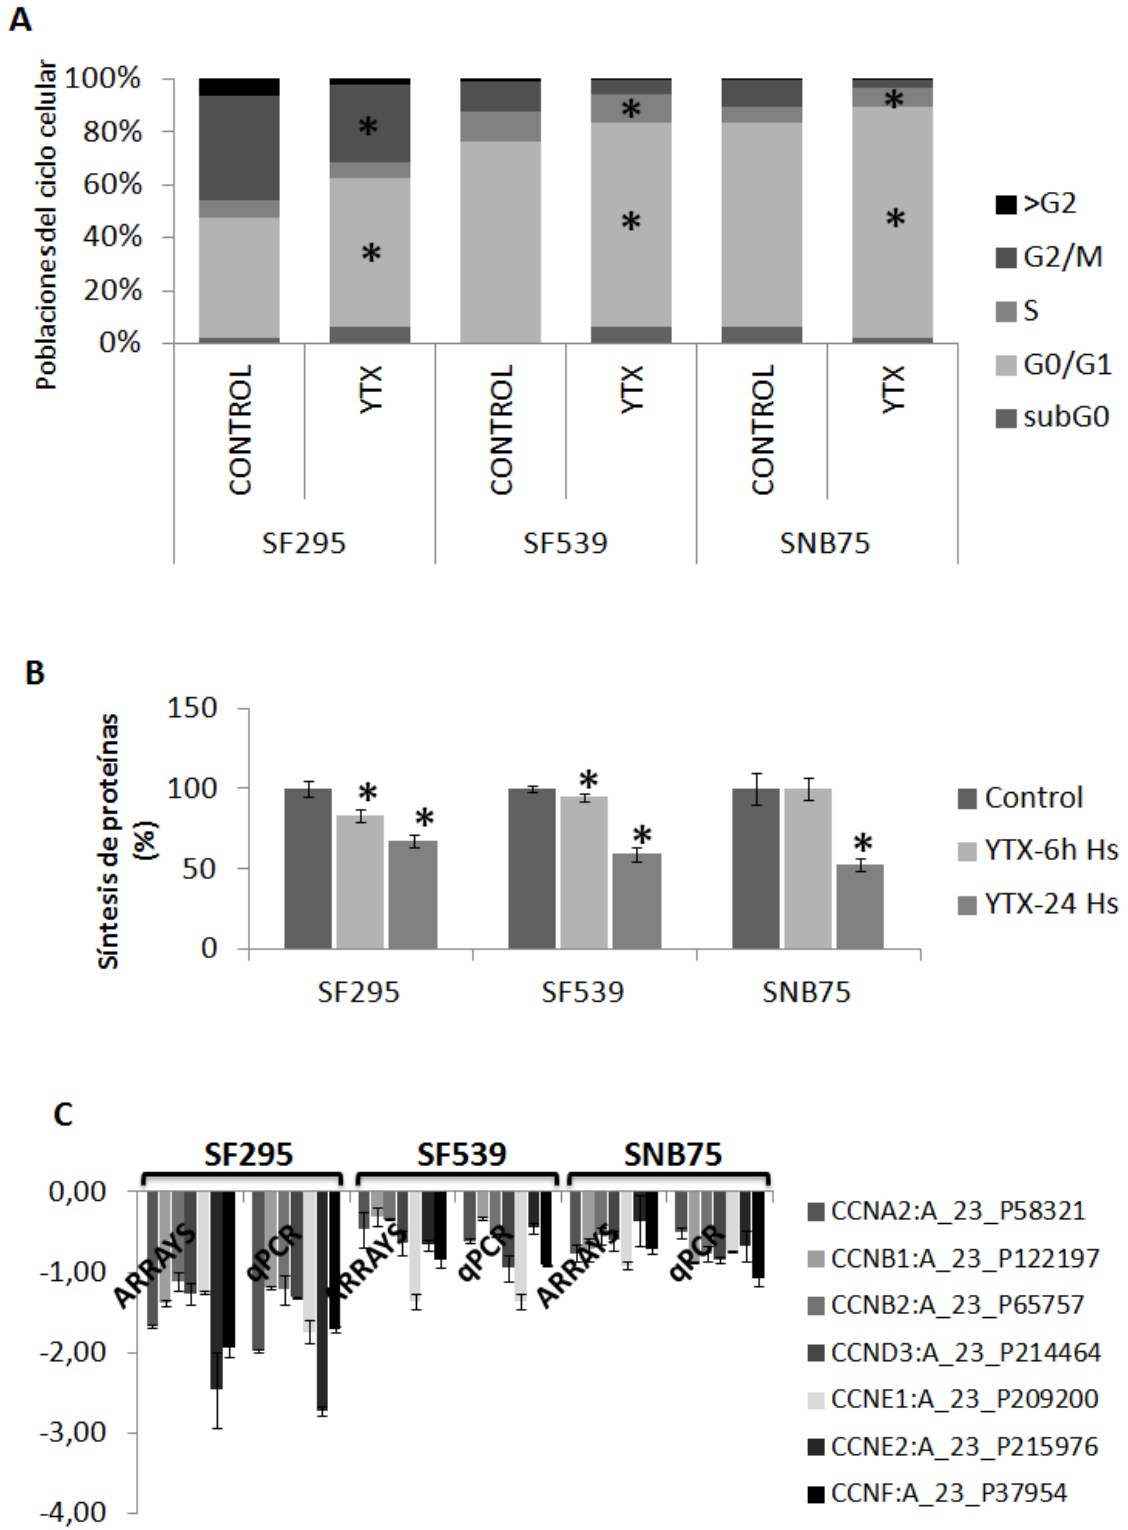 A
Poblaciones del ciclo celular
100%
80%
60%
40%
20%
0%
*
*
*
*
*
*
CONTROL
YTX
CONTROL
YTX
CONTROL
YTX
SF295
SF539
SNB75
>G2
G2/M
S
G0/G1
subG0
B
Síntesis de proteínas
(%)
150
100
50
0
*
*
*
*
*
SF295
SF539
SNB75
Control
YTX-6h Hs
YTX-24 Hs
C
SF295
SF539
SNB75
0,00
-1,00
-2,00
-3,00
-4,00
ARRAYS
qPCR
ARRAYS
qPCR
ARRAYS
qPCR
CCNA2:A_23_P58321
CCNB1:A_23_P122197
CCNB2:A_23_P65757
CCND3:A_23_P214464
CCNE1:A_23_P209200
CCNE2:A_23_P215976
CCNF:A_23_P37954